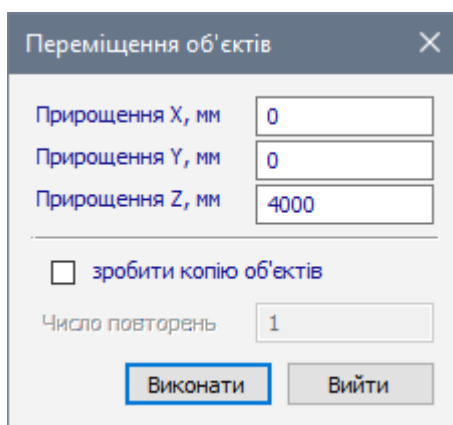 Переміщення об'єктів
Прирощення X, мм 0
Прирощення Y, мм 0
Прирощення Z, мм 4000
зробити копію об'єктів
Число повторень 1
Виконати Вийти